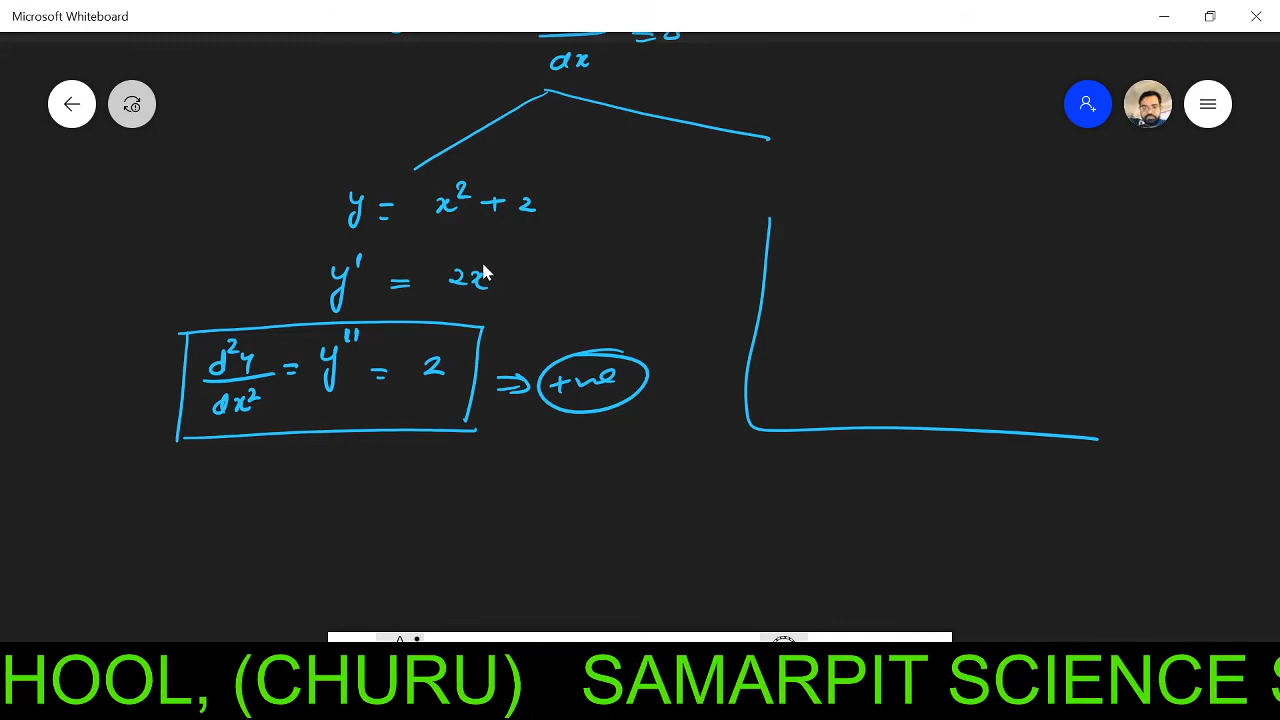 Microsoft Whiteboard
dx
y = x² + 2
y' = 2x
d²y/dx² = y'' = 2 ⇒ +ve
HOOL, (CHURU) SAMARPIT SCIENCE S